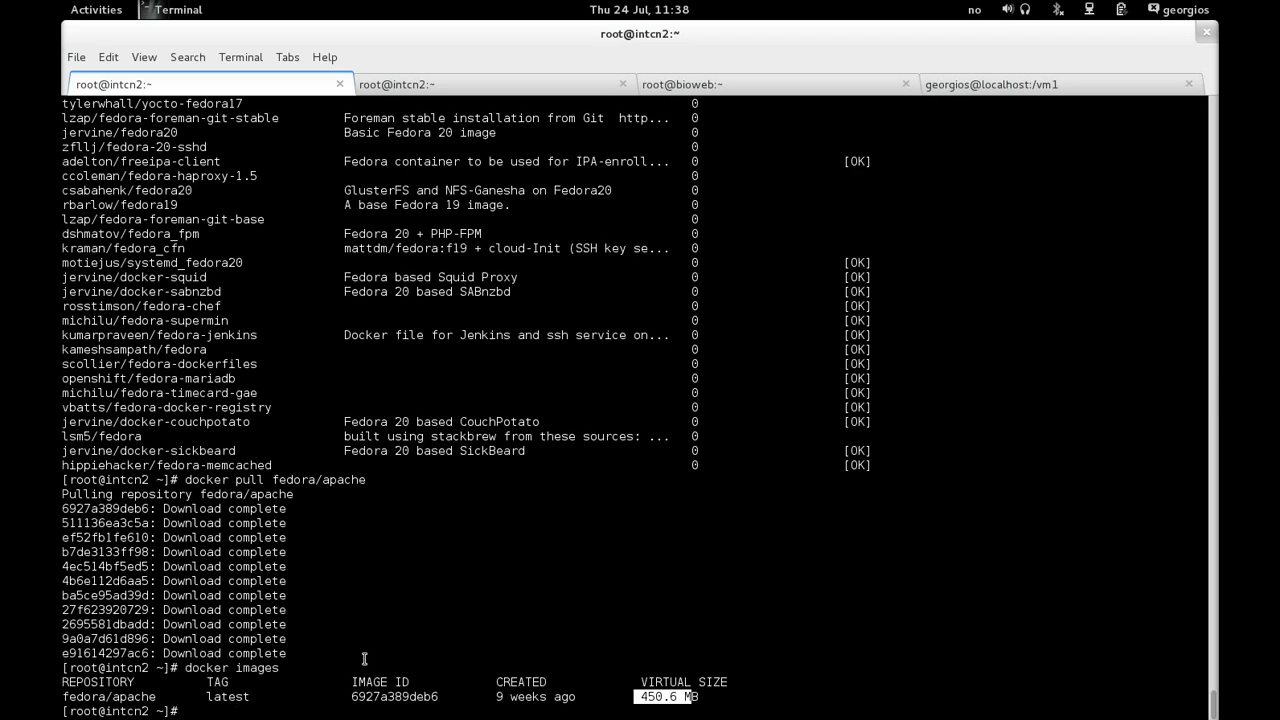 Activities Terminal Thu 24 Jul, 11:38 no georgios
root@intcn2:~
File Edit View Search Terminal Tabs Help
root@intcn2:~ root@intcn2:~ root@bioweb:~ georgios@localhost:/vm1
tylerwhall/yocto-fedora17 0
lzap/fedora-foreman-git-stable Foreman stable installation from Git http... 0
jervine/fedora20 Basic Fedora 20 image 0
zfllj/fedora-20-sshd 0
adelton/freeipa-client Fedora container to be used for IPA-enroll... 0 [OK]
ccoleman/fedora-haproxy-1.5 0
csabahenk/fedora20 GlusterFS and NFS-Ganesha on Fedora20 0
rbarlow/fedora19 A base Fedora 19 image. 0
lzap/fedora-foreman-git-base 0
dshmatov/fedora_fpm Fedora 20 + PHP-FPM 0
kraman/fedora_cfn mattdm/fedora:f19 + cloud-Init (SSH key se... 0
motiejus/systemd_fedora20 0 [OK]
jervine/docker-squid Fedora based Squid Proxy 0 [OK]
jervine/docker-sabnzbd Fedora 20 based SABnzbd 0 [OK]
rosstimson/fedora-chef 0 [OK]
michilu/fedora-supermin 0 [OK]
kumarpraveen/fedora-jenkins Docker file for Jenkins and ssh service on... 0 [OK]
kameshsampath/fedora 0 [OK]
scollier/fedora-dockerfiles 0 [OK]
openshift/fedora-mariadb 0 [OK]
michilu/fedora-timecard-gae 0 [OK]
vbatts/fedora-docker-registry 0 [OK]
jervine/docker-couchpotato Fedora 20 based CouchPotato 0 [OK]
lsm5/fedora built using stackbrew from these sources: ... 0
jervine/docker-sickbeard Fedora 20 based SickBeard 0 [OK]
hippiehacker/fedora-memcached 0 [OK]
[root@intcn2 ~]# docker pull fedora/apache
Pulling repository fedora/apache
6927a389deb6: Download complete
511136ea3c5a: Download complete
ef52fb1fe610: Download complete
b7de3133ff98: Download complete
4ec514bf5ed5: Download complete
4b6e112d6aa5: Download complete
ba5ce95ad39d: Download complete
27f623920729: Download complete
2695581dbadd: Download complete
9a0a7d61d896: Download complete
e91614297ac6: Download complete
[root@intcn2 ~]# docker images
REPOSITORY TAG IMAGE ID CREATED VIRTUAL SIZE
fedora/apache latest 6927a389deb6 9 weeks ago 450.6 MB
[root@intcn2 ~]#